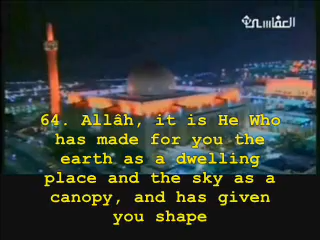 العفاسي
64. Allâh, it is He Who
has made for you the
earth as a dwelling
place and the sky as a
canopy, and has given
you shape